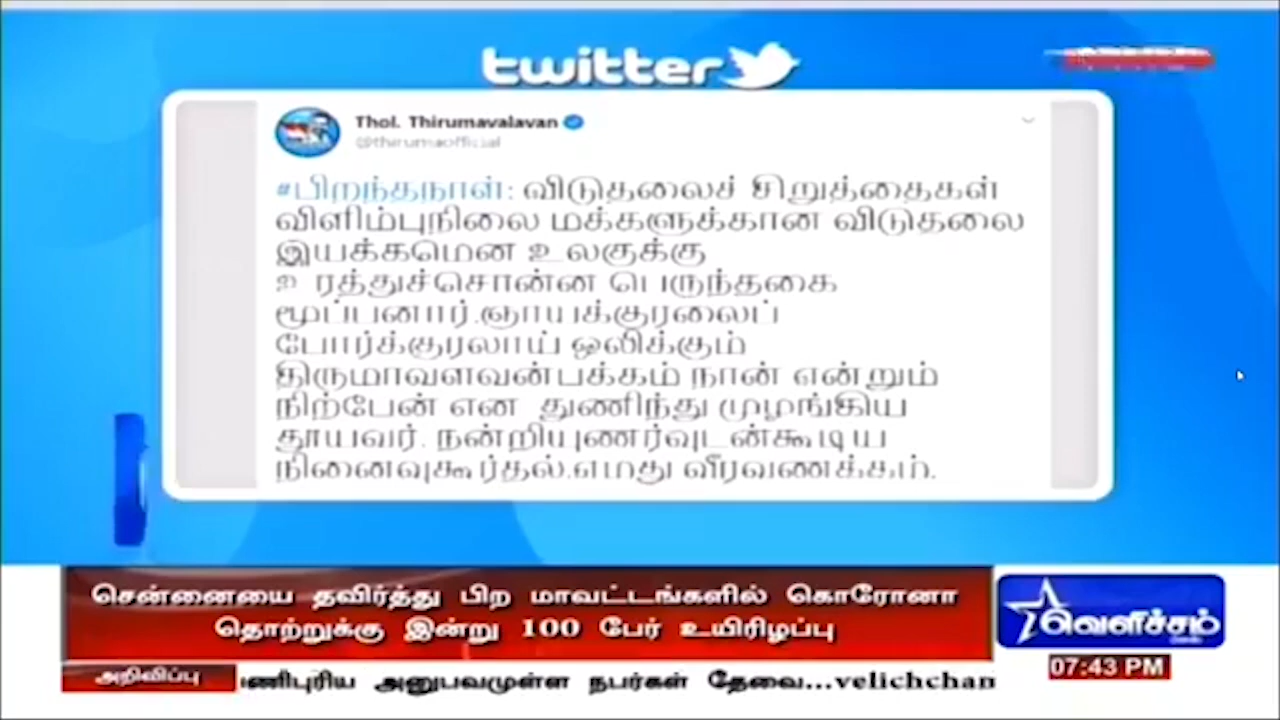 twitter
Thol. Thirumavalavan
@thirumaofficial
#பிறந்தநாள்: விடுதலைச் சிறுத்தைகள்
விளிம்புநிலை மக்களுக்கான விடுதலை
இயக்கமென உலகுக்கு
உரத்துச்சொன்ன பெருந்தகை
மூப்பனார்.ஞாயக்குரலைப்
போர்க்குரலாய் ஒலிக்கும்
திருமாவளவன்பக்கம் நான் என்றும்
நிற்பேன் என துணிந்து முழங்கிய
தூயவர். நன்றியுணர்வுடன்கூடிய
நினைவுகூர்தல்.எமது வீரவணக்கம்.
சென்னையை தவிர்த்து பிற மாவட்டங்களில் கொரோனா
தொற்றுக்கு இன்று 100 பேர் உயிரிழப்பு
வெளிச்சம்
07:43 PM
அறிவிப்பு
பணிபுரிய அனுபவமுள்ள நபர்கள் தேவை...velichchan